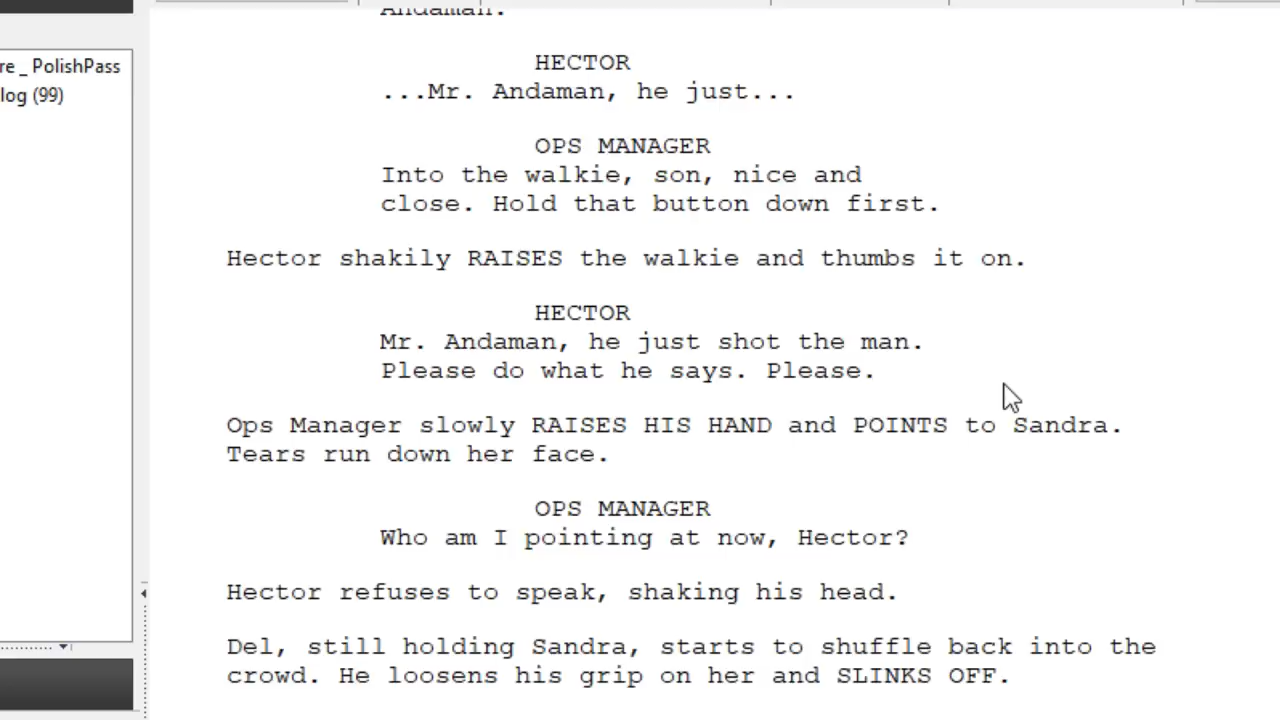 Andaman.
re _ PolishPass
log (99)
HECTOR
...Mr. Andaman, he just...
OPS MANAGER
Into the walkie, son, nice and
close. Hold that button down first.
Hector shakily RAISES the walkie and thumbs it on.
HECTOR
Mr. Andaman, he just shot the man.
Please do what he says. Please.
Ops Manager slowly RAISES HIS HAND and POINTS to Sandra.
Tears run down her face.
OPS MANAGER
Who am I pointing at now, Hector?
Hector refuses to speak, shaking his head.
Del, still holding Sandra, starts to shuffle back into the
crowd. He loosens his grip on her and SLINKS OFF.